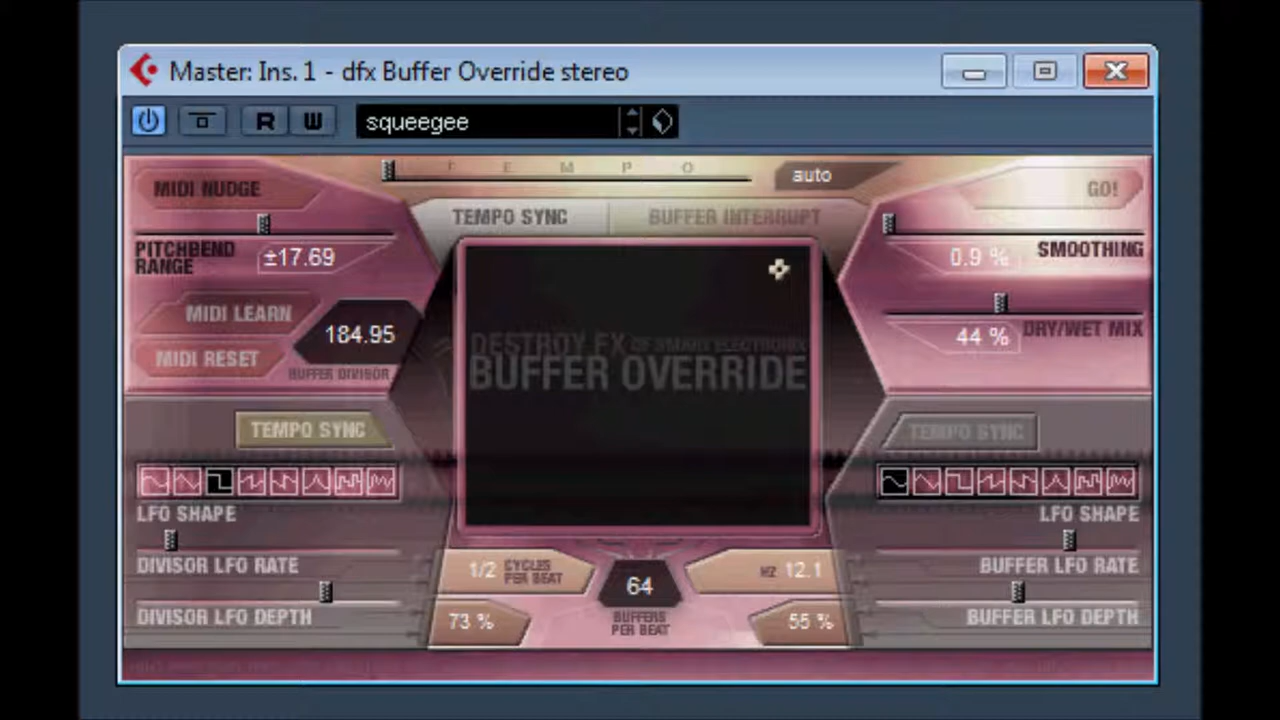 Master: Ins. 1 - dfx Buffer Override stereo
R W squeegee
T E M P O
auto
MIDI NUDGE
GO!
TEMPO SYNC BUFFER INTERRUPT
PITCHBEND RANGE ±17.69
0.9 % SMOOTHING
MIDI LEARN
184.95
44 % DRY/WET MIX
MIDI RESET
BUFFER DIVISOR
DESTROY FX OF SMART ELECTRONIX
BUFFER OVERRIDE
TEMPO SYNC
TEMPO SYNC
LFO SHAPE
LFO SHAPE
DIVISOR LFO RATE
1/2 CYCLES PER BEAT
64
HZ 12.1
BUFFER LFO RATE
DIVISOR LFO DEPTH
73 %
BUFFERS PER BEAT
55 %
BUFFER LFO DEPTH